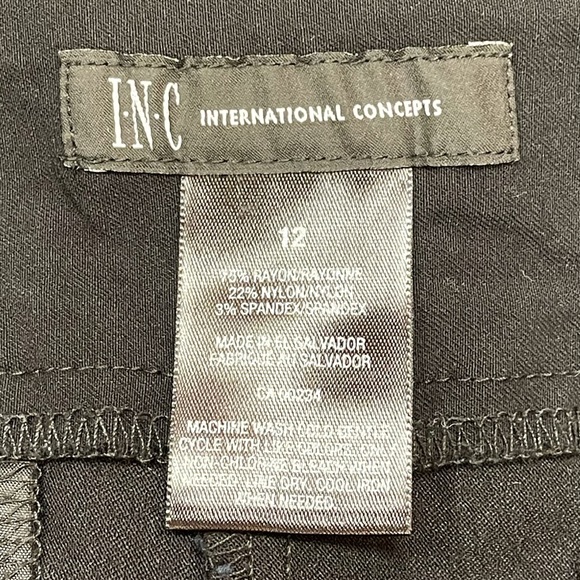 I·N·C INTERNATIONAL CONCEPTS
12
75% RAYON/RAYONNE
22% NYLON/NYLON
3% SPANDEX/SPANDEX
MADE IN EL SALVADOR
FABRIQUE AU SALVADOR
CA 00234
MACHINE WASH COLD GENTLE
CYCLE WITH LIKE COLORS. ONLY
NON-CHLORINE BLEACH WHEN
NEEDED. LINE DRY. COOL IRON
WHEN NEEDED.